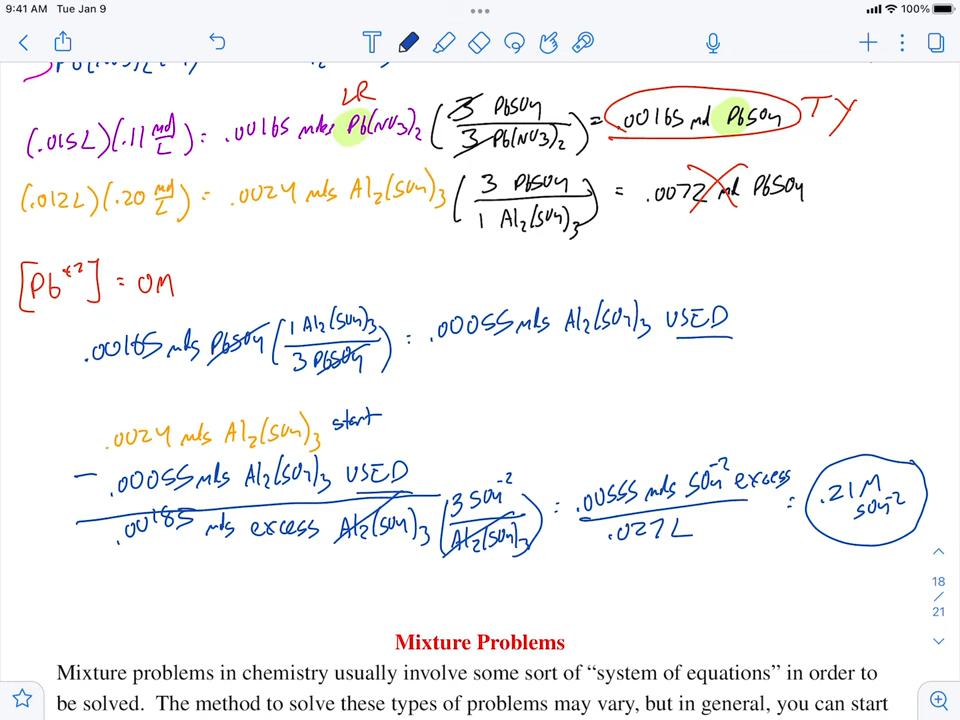 9:41 AM Tue Jan 9 100%
T
Pb(NO3)2
LR
(.015L)(.11 mol/L) = .00165 moles Pb(NO3)2 (3 PbSO4/3 Pb(NO3)2) = .00165 mol PbSO4 TY
(.012L)(.20 mol/L) = .0024 mols Al2(SO4)3 (3 PbSO4/1 Al2(SO4)3) = .0072 mol PbSO4
[Pb+2] = 0M
.00165 mols PbSO4 (1 Al2(SO4)3/3 PbSO4) = .00055 mols Al2(SO4)3 USED
.0024 mols Al2(SO4)3 start
- .00055 mols Al2(SO4)3 USED
.00185 mols excess Al2(SO4)3 (3 SO4-2/Al2(SO4)3) = .00555 mols SO4-2 excess/.027L = .21M SO4-2
18
/
21
Mixture Problems
Mixture problems in chemistry usually involve some sort of “system of equations” in order to
be solved. The method to solve these types of problems may vary, but in general, you can start